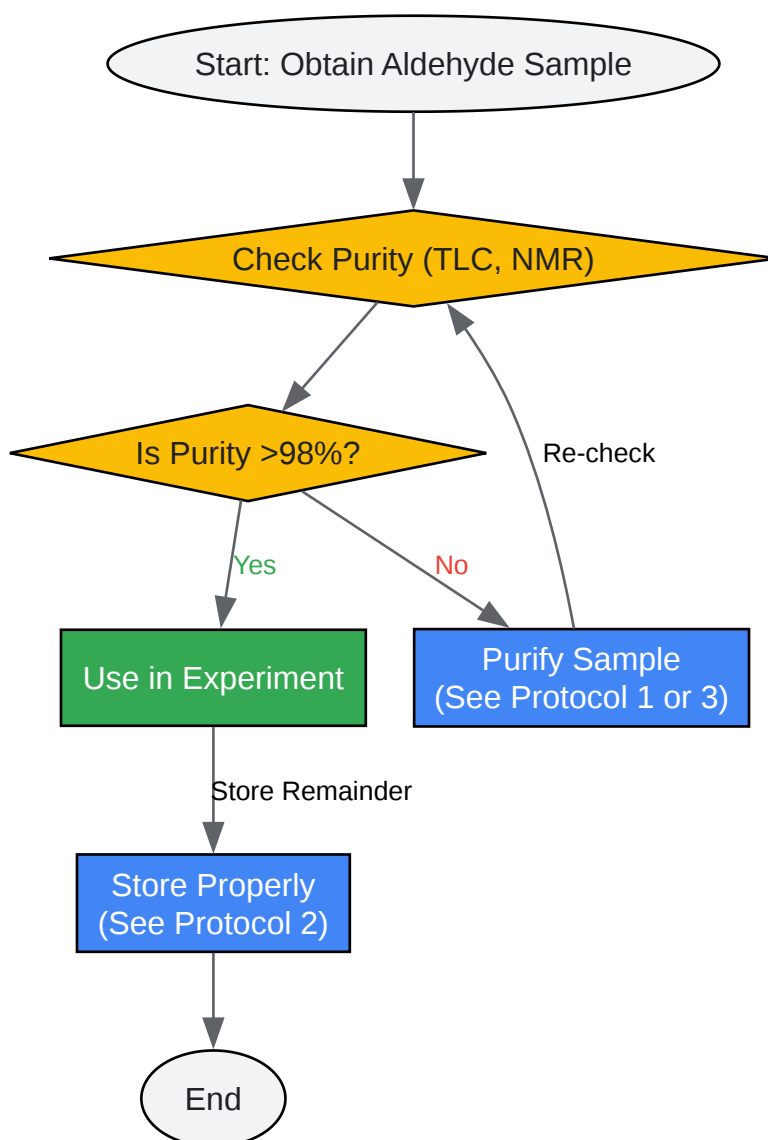 Start: Obtain Aldehyde Sample
Check Purity (TLC, NMR)
Is Purity >98%?
Re-check
Yes
No
Use in Experiment
Purify Sample
(See Protocol 1 or 3)
Store Remainder
Store Properly
(See Protocol 2)
End